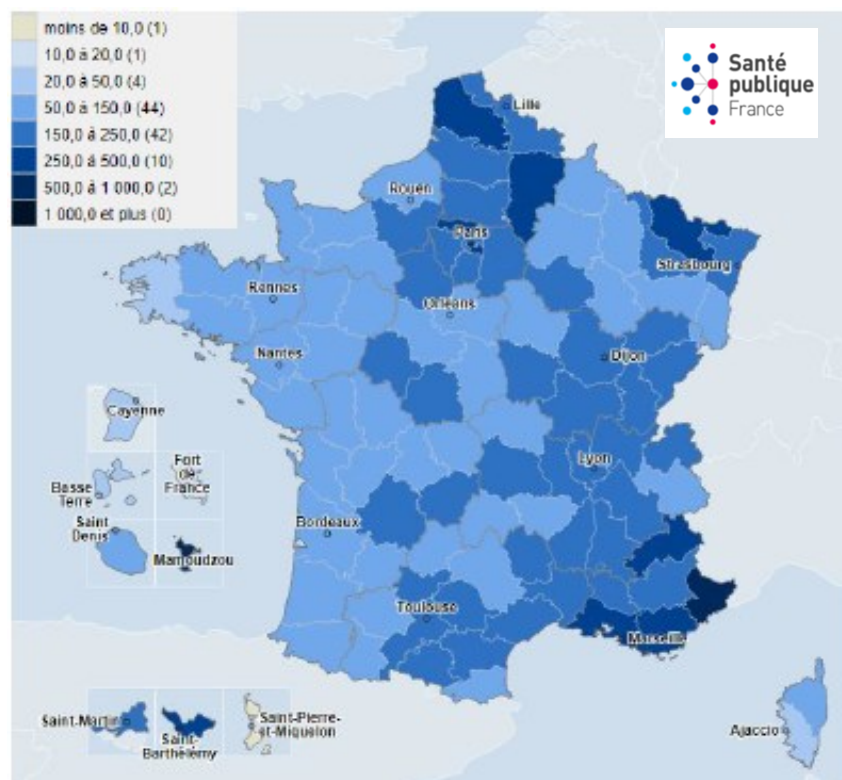 moins de 10,0 (1)
10,0 à 20,0 (1)
20,0 à 50,0 (4)
50,0 à 150,0 (44)
150,0 à 250,0 (42)
250,0 à 500,0 (10)
500,0 à 1 000,0 (2)
1 000,0 et plus (0)
Santé
publique
France
Lille
Rouen
Paris
Strasbourg
Rennes
Orléans
Nantes
Dijon
Cayenne
Lyon
Fort
de
France
Basse
Terre
Saint
Denis
Bordeaux
Mamoudzou
Toulouse
Marseille
Saint-Martin
Saint-
Barthélémy
Saint-Pierre-
et-Miquelon
Ajaccio